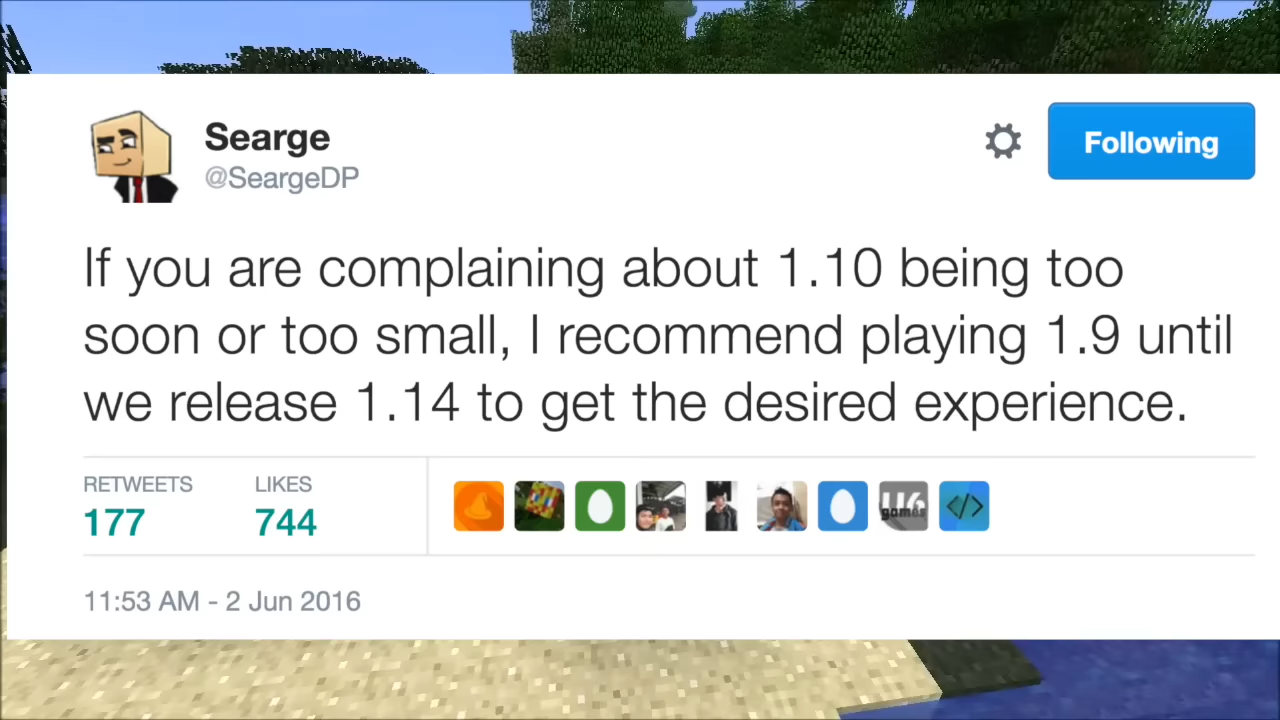 Searge
@SeargeDP
Following
If you are complaining about 1.10 being too
soon or too small, I recommend playing 1.9 until
we release 1.14 to get the desired experience.
RETWEETS LIKES
177 744
U6
games
</>
11:53 AM - 2 Jun 2016